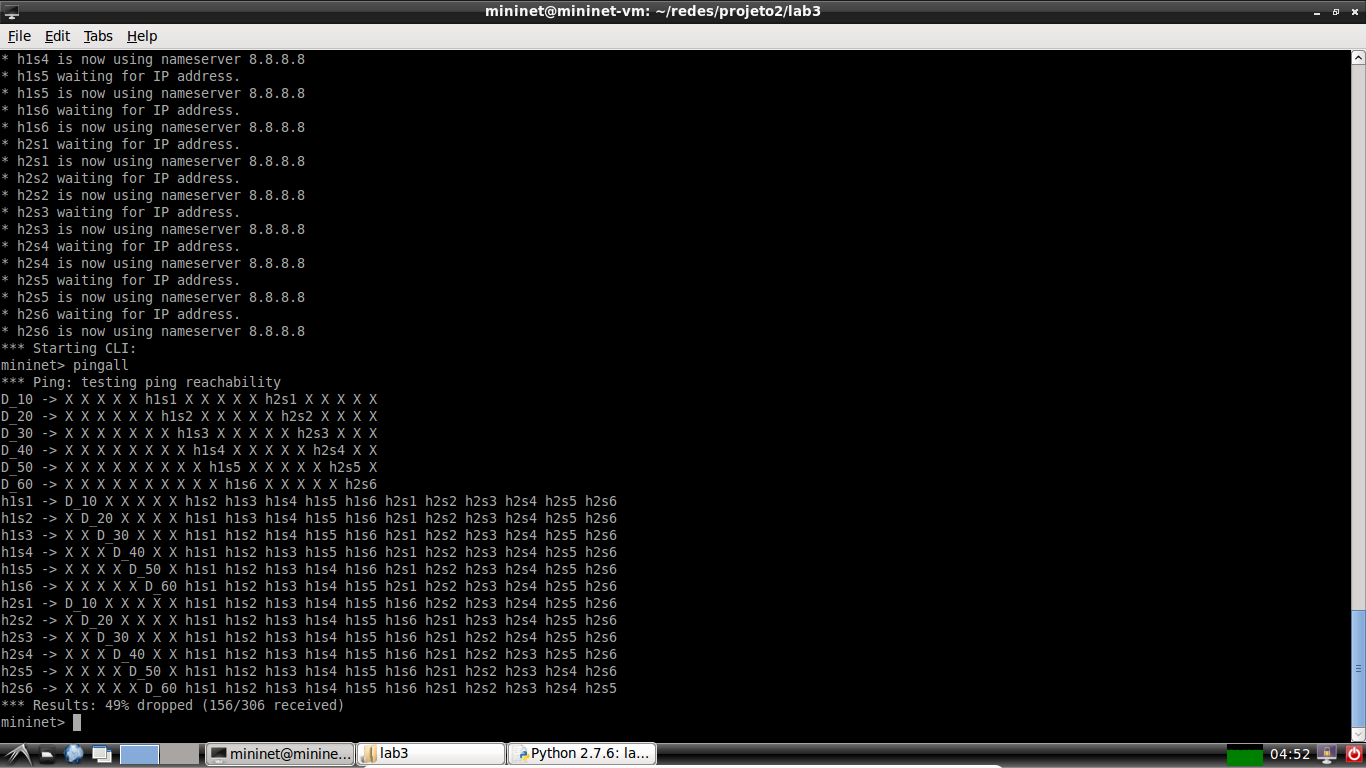 mininet@mininet-vm: ~/redes/projeto2/lab3
File Edit Tabs Help
* h1s4 is now using nameserver 8.8.8.8
* h1s5 waiting for IP address.
* h1s5 is now using nameserver 8.8.8.8
* h1s6 waiting for IP address.
* h1s6 is now using nameserver 8.8.8.8
* h2s1 waiting for IP address.
* h2s1 is now using nameserver 8.8.8.8
* h2s2 waiting for IP address.
* h2s2 is now using nameserver 8.8.8.8
* h2s3 waiting for IP address.
* h2s3 is now using nameserver 8.8.8.8
* h2s4 waiting for IP address.
* h2s4 is now using nameserver 8.8.8.8
* h2s5 waiting for IP address.
* h2s5 is now using nameserver 8.8.8.8
* h2s6 waiting for IP address.
* h2s6 is now using nameserver 8.8.8.8
*** Starting CLI:
mininet> pingall
*** Ping: testing ping reachability
D_10 -> X X X X X h1s1 X X X X X h2s1 X X X X X
D_20 -> X X X X X X h1s2 X X X X X h2s2 X X X X
D_30 -> X X X X X X X h1s3 X X X X X h2s3 X X X
D_40 -> X X X X X X X X h1s4 X X X X X h2s4 X X
D_50 -> X X X X X X X X X h1s5 X X X X X h2s5 X
D_60 -> X X X X X X X X X X h1s6 X X X X X h2s6
h1s1 -> D_10 X X X X X h1s2 h1s3 h1s4 h1s5 h1s6 h2s1 h2s2 h2s3 h2s4 h2s5 h2s6
h1s2 -> X D_20 X X X X h1s1 h1s3 h1s4 h1s5 h1s6 h2s1 h2s2 h2s3 h2s4 h2s5 h2s6
h1s3 -> X X D_30 X X X h1s1 h1s2 h1s4 h1s5 h1s6 h2s1 h2s2 h2s3 h2s4 h2s5 h2s6
h1s4 -> X X X D_40 X X h1s1 h1s2 h1s3 h1s5 h1s6 h2s1 h2s2 h2s3 h2s4 h2s5 h2s6
h1s5 -> X X X X D_50 X h1s1 h1s2 h1s3 h1s4 h1s6 h2s1 h2s2 h2s3 h2s4 h2s5 h2s6
h1s6 -> X X X X X D_60 h1s1 h1s2 h1s3 h1s4 h1s5 h2s1 h2s2 h2s3 h2s4 h2s5 h2s6
h2s1 -> D_10 X X X X X h1s1 h1s2 h1s3 h1s4 h1s5 h1s6 h2s2 h2s3 h2s4 h2s5 h2s6
h2s2 -> X D_20 X X X X h1s1 h1s2 h1s3 h1s4 h1s5 h1s6 h2s1 h2s3 h2s4 h2s5 h2s6
h2s3 -> X X D_30 X X X h1s1 h1s2 h1s3 h1s4 h1s5 h1s6 h2s1 h2s2 h2s4 h2s5 h2s6
h2s4 -> X X X D_40 X X h1s1 h1s2 h1s3 h1s4 h1s5 h1s6 h2s1 h2s2 h2s3 h2s5 h2s6
h2s5 -> X X X X D_50 X h1s1 h1s2 h1s3 h1s4 h1s5 h1s6 h2s1 h2s2 h2s3 h2s4 h2s6
h2s6 -> X X X X X D_60 h1s1 h1s2 h1s3 h1s4 h1s5 h1s6 h2s1 h2s2 h2s3 h2s4 h2s5
*** Results: 49% dropped (156/306 received)
mininet>
mininet@minine... lab3 Python 2.7.6: la... 04:52